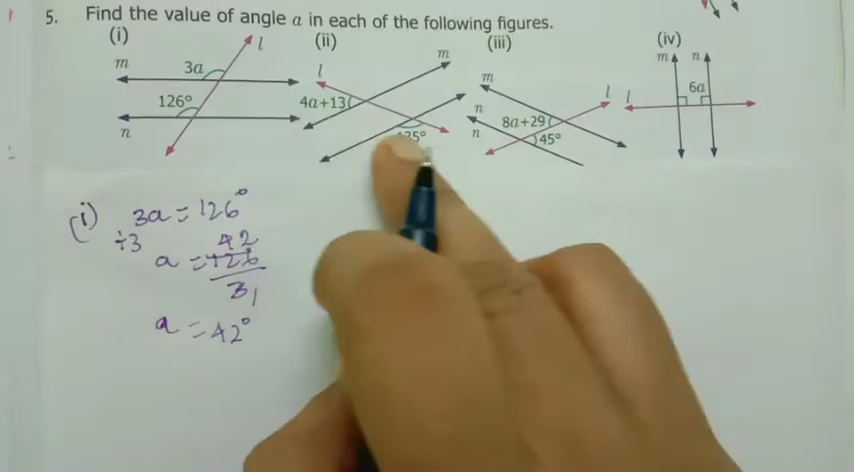 5. Find the value of angle a in each of the following figures.
(i) (ii) (iii) (iv)
l m m m n
m 3a l l l 6a
126° 4a+13 n 8a+29
n 35° n 45°
(i) 3a = 126°
÷3 42
a = 126
3 1
a = 42°